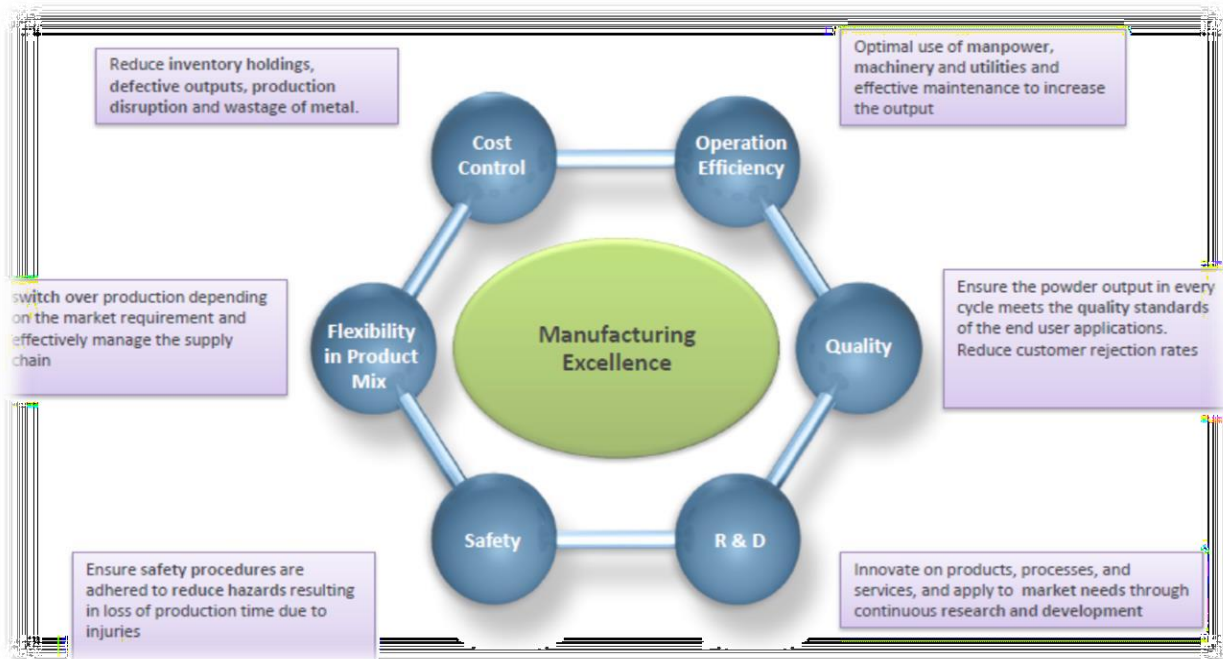 Reduce inventory holdings,
defective outputs, production
disruption and wastage of metal.
Optimal use of manpower,
machinery and utilities and
effective maintenance to increase
the output
Cost
Control
Operation
Efficiency
switch over production depending
on the market requirement and
effectively manage the supply
chain
Flexibility
in Product
Mix
Manufacturing
Excellence
Quality
Ensure the powder output in every
cycle meets the quality standards
of the end user applications.
Reduce customer rejection rates
Safety
R & D
Ensure safety procedures are
adhered to reduce hazards resulting
in loss of production time due to
injuries
Innovate on products, processes, and
services, and apply to market needs through
continuous research and development